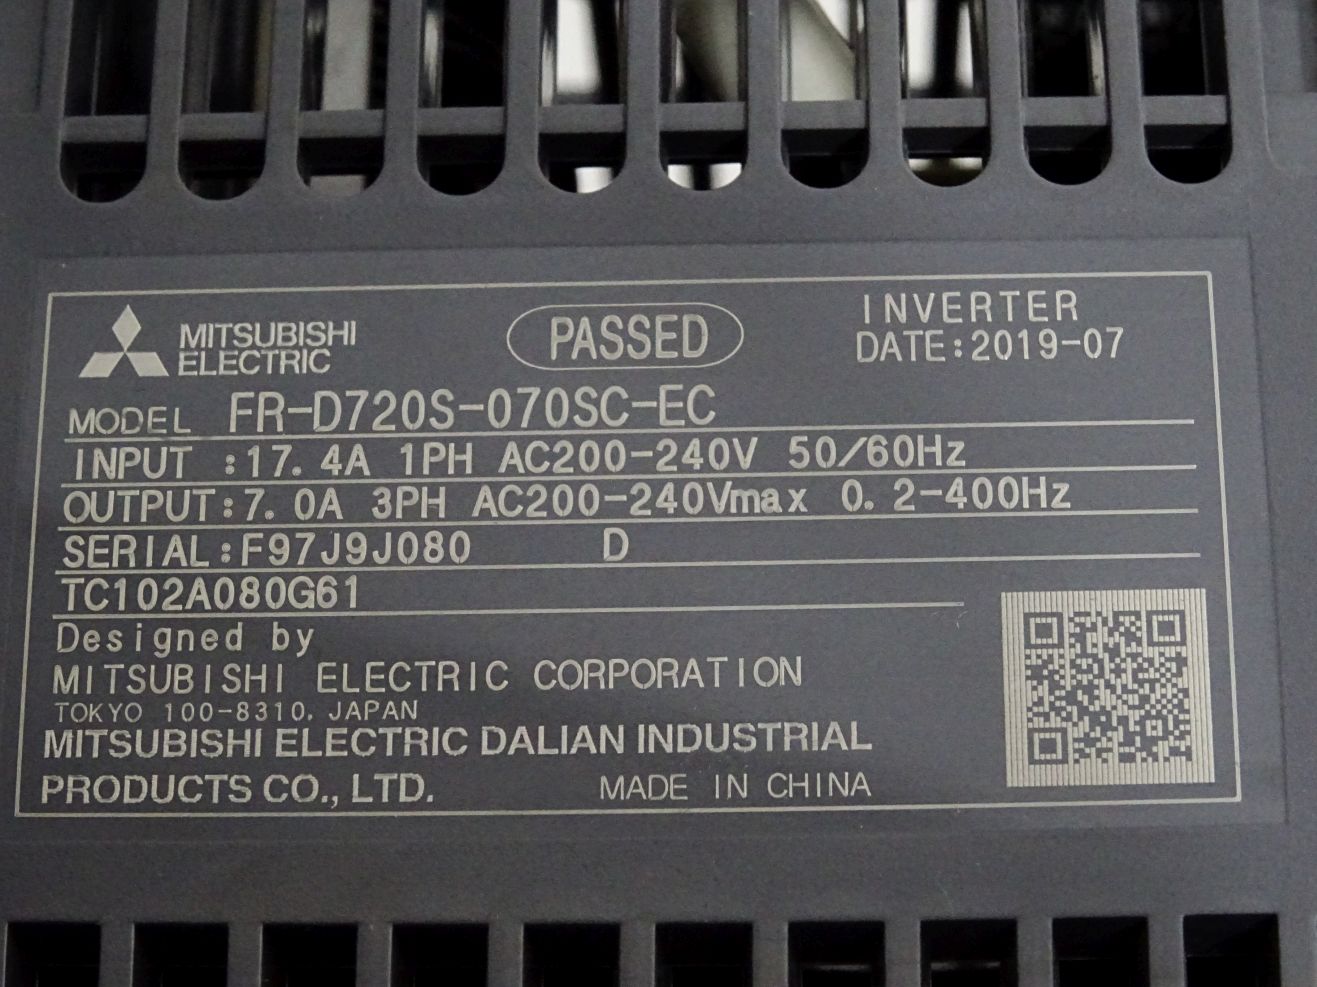 MITSUBISHI
ELECTRIC
PASSED
INVERTER
DATE:2019-07
MODEL FR-D720S-070SC-EC
INPUT :17.4A 1PH AC200-240V 50/60Hz
OUTPUT:7.0A 3PH AC200-240Vmax 0.2-400Hz
SERIAL:F97J9J080 D
TC102A080G61
Designed by
MITSUBISHI ELECTRIC CORPORATION
TOKYO 100-8310, JAPAN
MITSUBISHI ELECTRIC DALIAN INDUSTRIAL
PRODUCTS CO., LTD. MADE IN CHINA